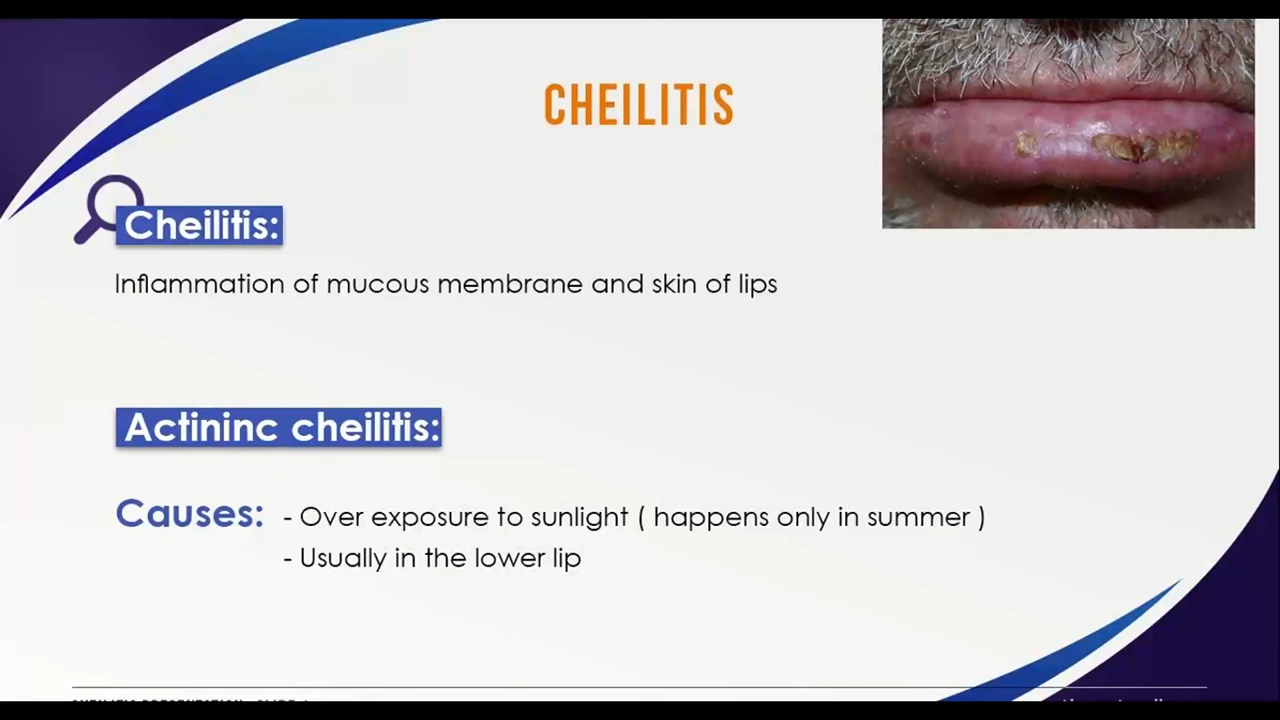 CHEILITIS
Cheilitis:
Inflammation of mucous membrane and skin of lips
Actininc cheilitis:
Causes: - Over exposure to sunlight ( happens only in summer )
- Usually in the lower lip